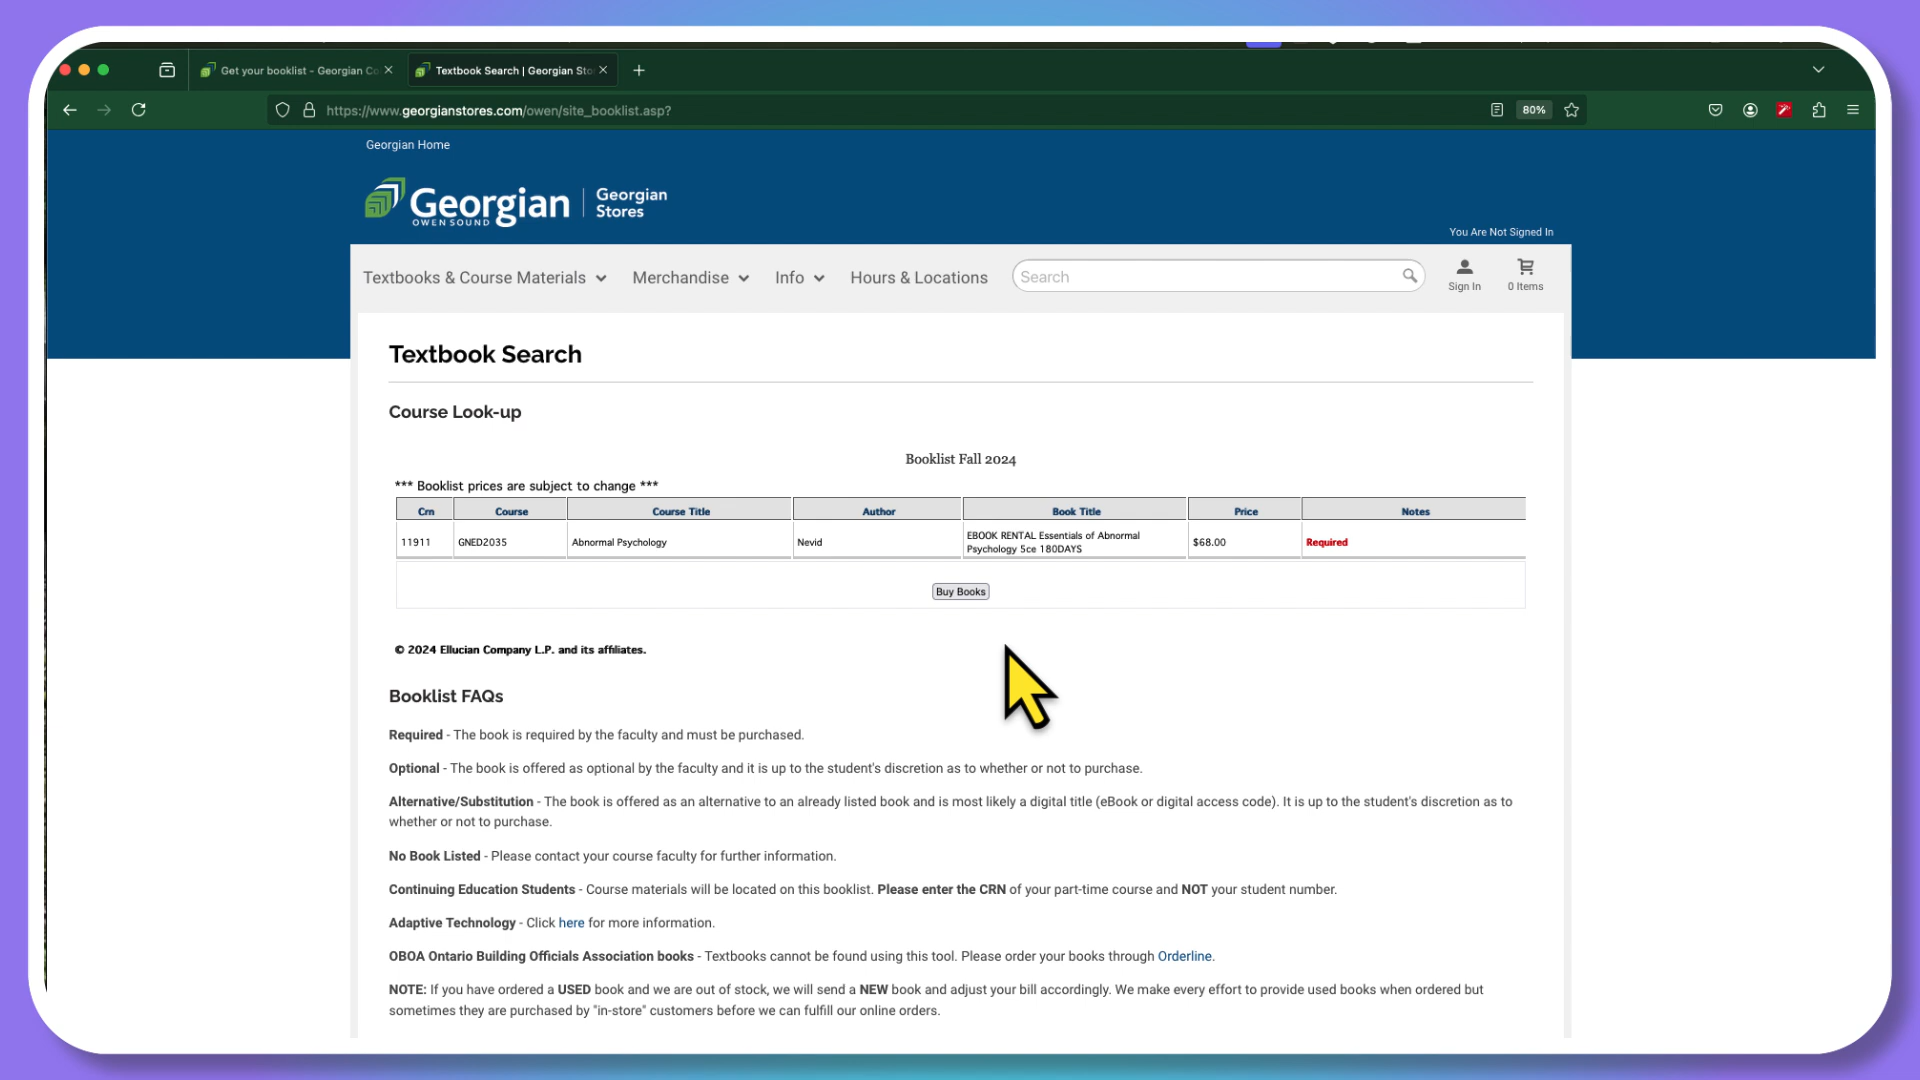 Get your booklist - Georgian Co
Textbook Search | Georgian Sto
https://www.georgianstores.com/owen/site_booklist.asp?
80%
Georgian Home
Georgian
OWEN SOUND
Georgian
Stores
You Are Not Signed In
Textbooks & Course Materials
Merchandise
Info
Hours & Locations
Search
Sign In
0 Items
Textbook Search
Course Look-up
Booklist Fall 2024
*** Booklist prices are subject to change ***
Crn Course Course Title Author Book Title Price Notes
11911 GNED2035 Abnormal Psychology Nevid EBOOK RENTAL Essentials of Abnormal Psychology 5ce 180DAYS $68.00 Required
Buy Books
© 2024 Ellucian Company L.P. and its affiliates.
Booklist FAQs
Required - The book is required by the faculty and must be purchased.
Optional - The book is offered as optional by the faculty and it is up to the student's discretion as to whether or not to purchase.
Alternative/Substitution - The book is offered as an alternative to an already listed book and is most likely a digital title (eBook or digital access code). It is up to the student's discretion as to
whether or not to purchase.
No Book Listed - Please contact your course faculty for further information.
Continuing Education Students - Course materials will be located on this booklist. Please enter the CRN of your part-time course and NOT your student number.
Adaptive Technology - Click here for more information.
OBOA Ontario Building Officials Association books - Textbooks cannot be found using this tool. Please order your books through Orderline.
NOTE: If you have ordered a USED book and we are out of stock, we will send a NEW book and adjust your bill accordingly. We make every effort to provide used books when ordered but
sometimes they are purchased by "in-store" customers before we can fulfill our online orders.